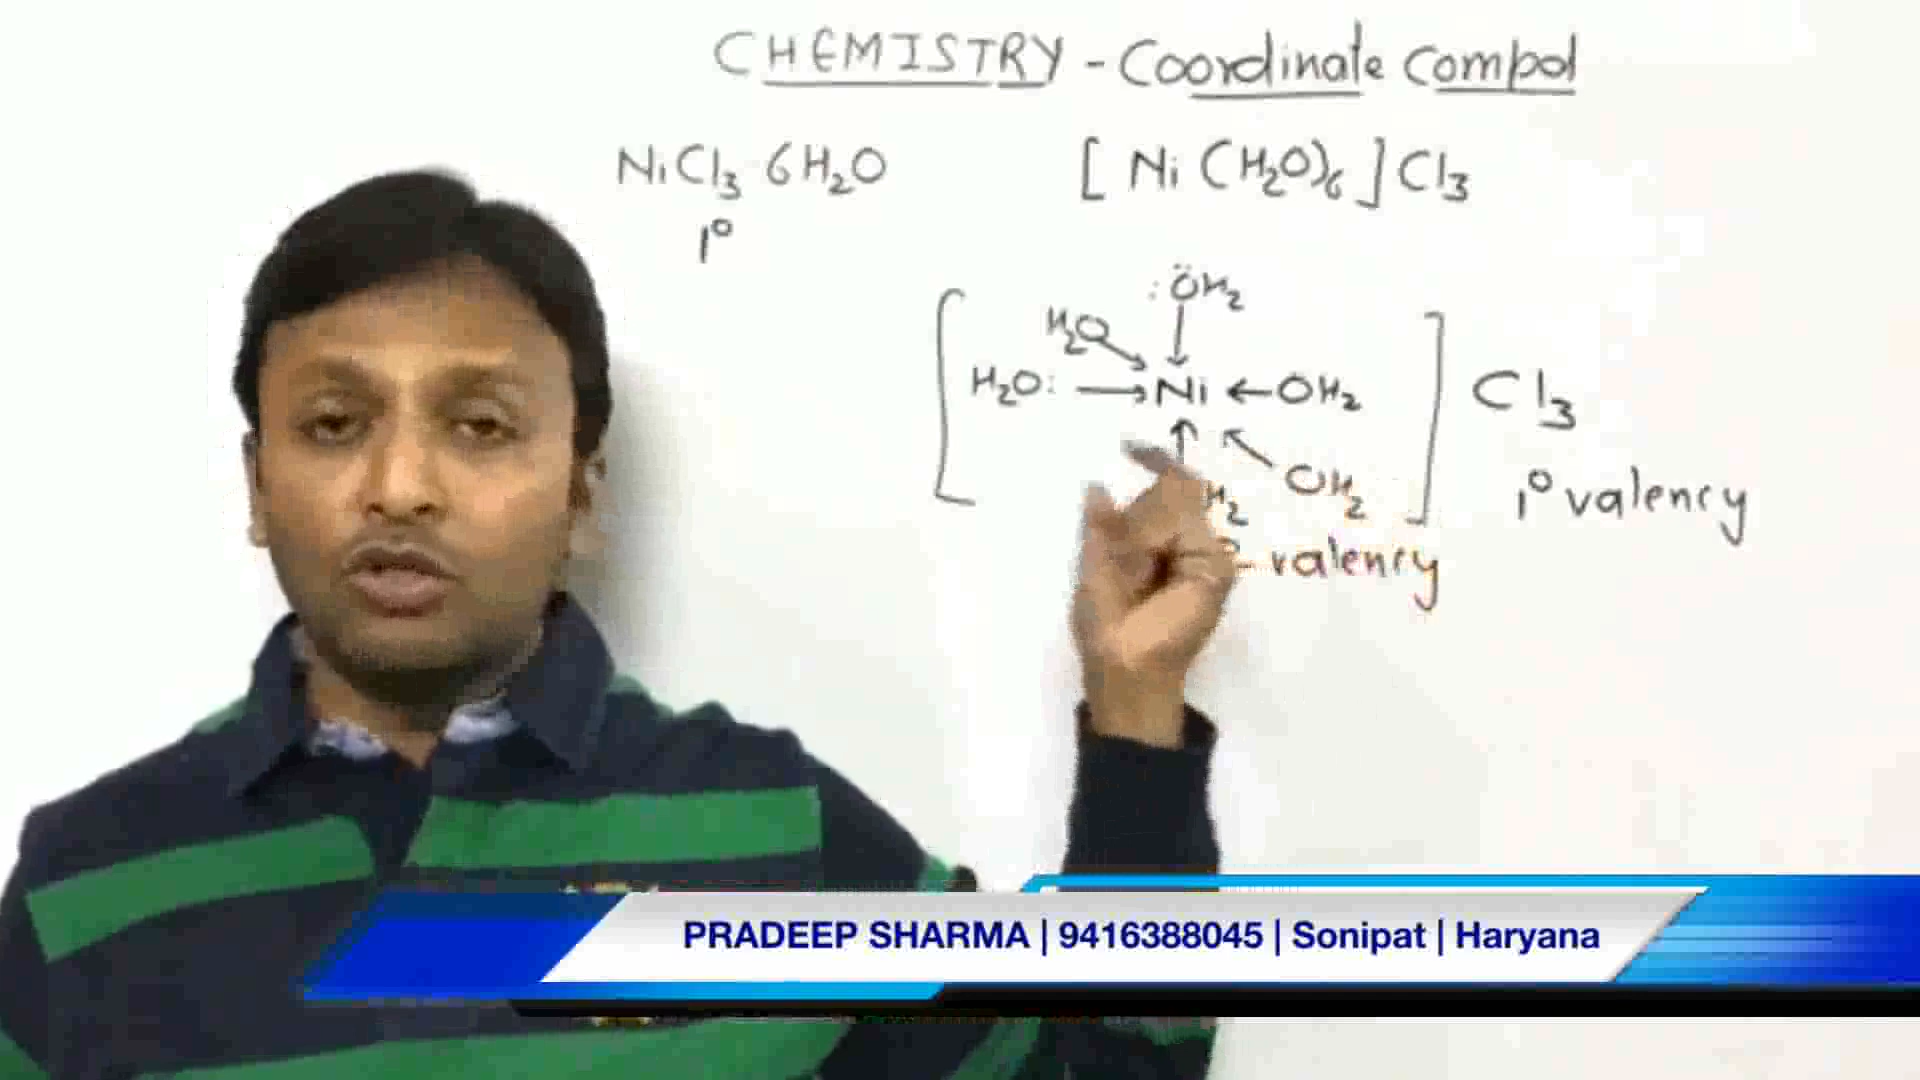 CHEMISTRY - Coordinate Compd
NiCl₃ 6H₂O
1°
[Ni(H₂O)₆]Cl₃
:ÖH₂
H₂O
H₂O: → Ni ← OH₂
Cl₃
OH₂
H₂
1° valency
valency
PRADEEP SHARMA | 9416388045 | Sonipat | Haryana